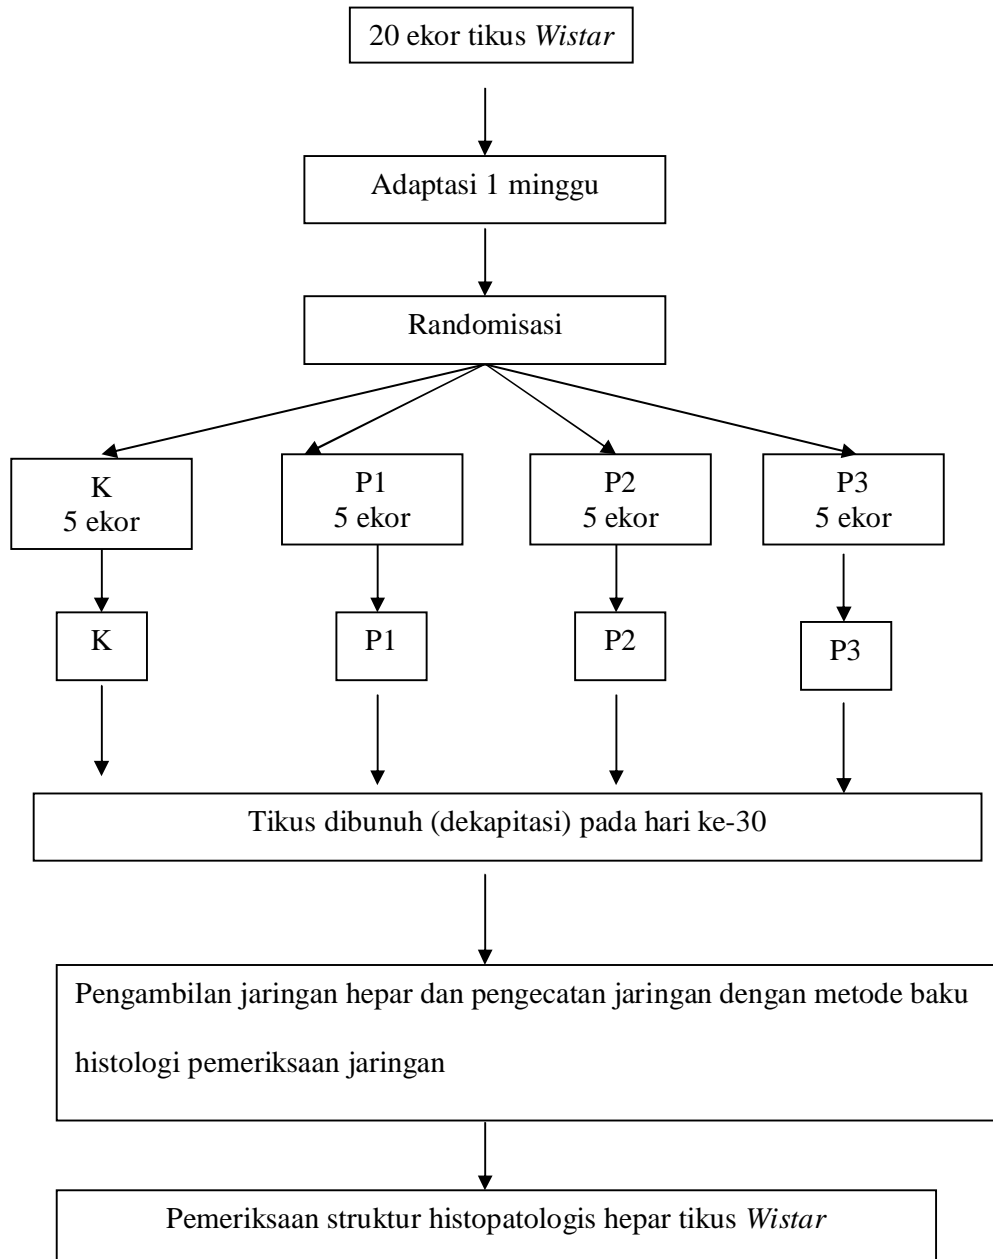 20 ekor tikus Wistar
Adaptasi 1 minggu
Randomisasi
K
5 ekor
P1
5 ekor
P2
5 ekor
P3
5 ekor
K
P1
P2
P3
Tikus dibunuh (dekapitasi) pada hari ke-30
Pengambilan jaringan hepar dan pengecatan jaringan dengan metode baku
histologi pemeriksaan jaringan
Pemeriksaan struktur histopatologis hepar tikus Wistar